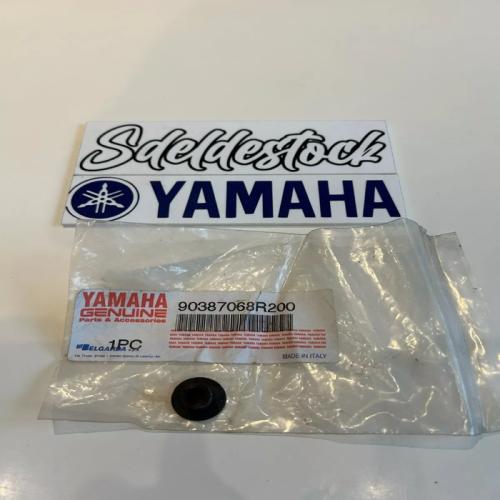 Sdeldestock
YAMAHA
YAMAHA
GENUINE
Parts & Accessories
90387068R200
1PC
BELGARDA
MADE IN ITALY